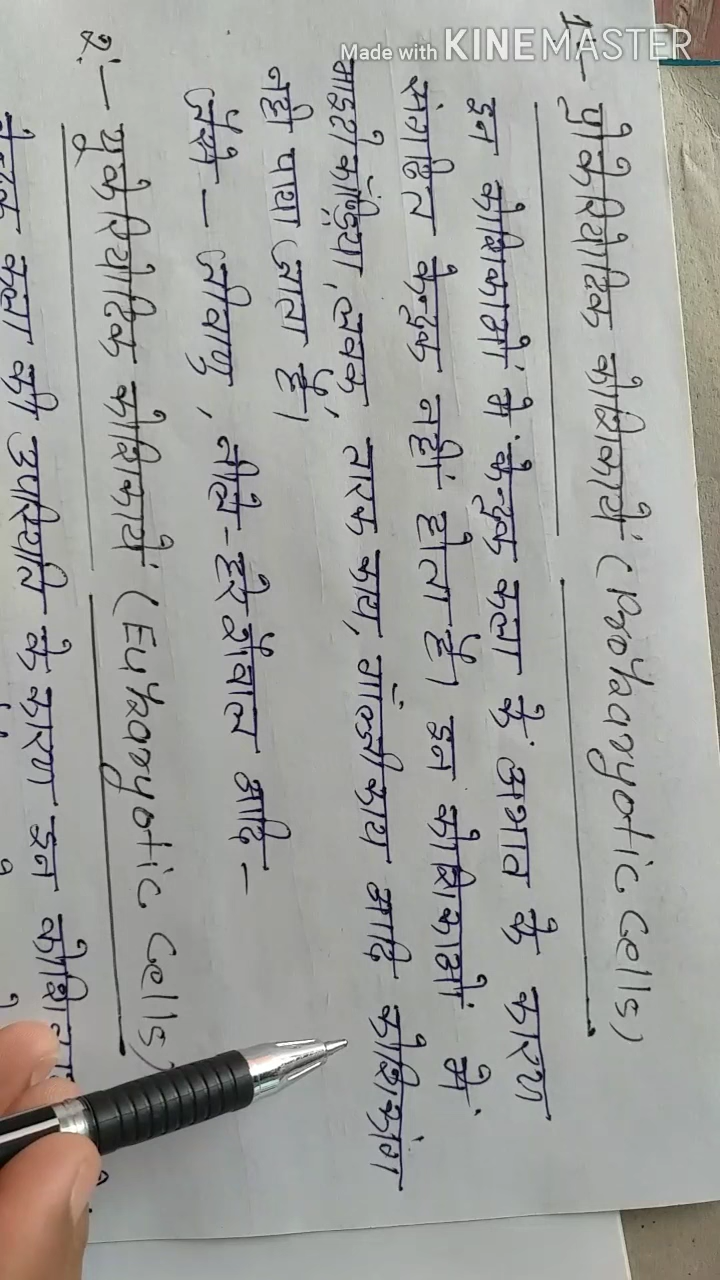 Made with KINEMASTER
1:- प्रोकैरियोटिक कोशिकायें (Prokaryotic Cells)
इन कोशिकाओं में केन्द्रक कला के अभाव के कारण
संगठित केन्द्रक नहीं होता है। इन कोशिकाओं में
माइटोकॉण्ड्रिया, लवक, तारक काय, गॉल्जीकाय आदि कोशिकांग
नही पाया जाता है।
जैसे - जीवाणु, नीले-हरे शैवाल आदि -
2:- यूकैरियोटिक कोशिकायें (Eukaryotic Cells)
केन्द्रक कला की उपस्थिति के कारण इन